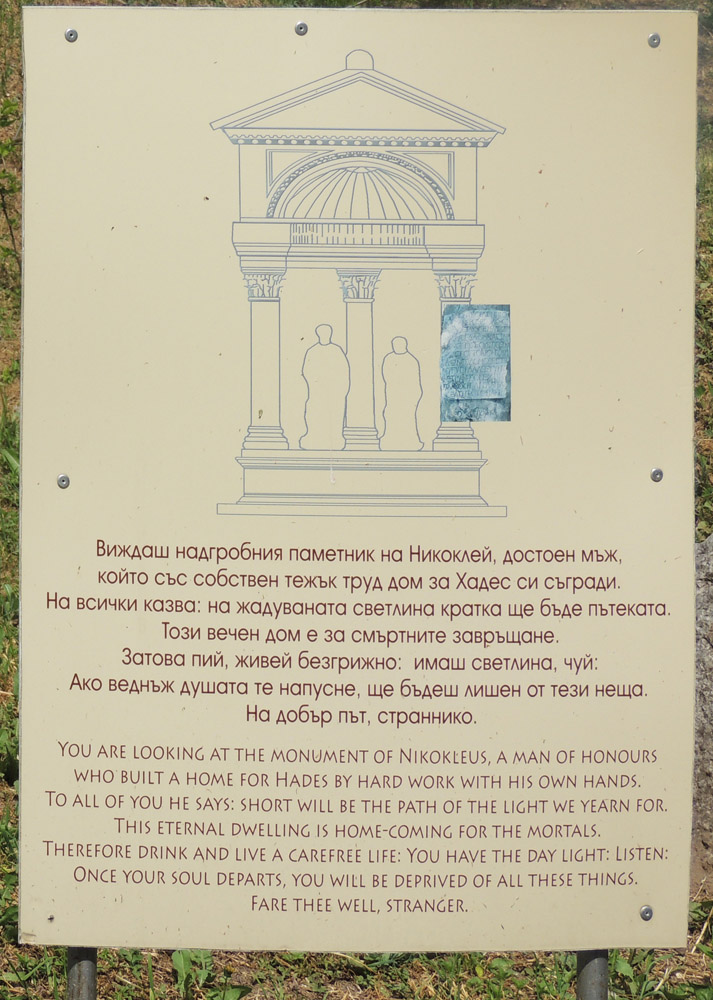 Виждаш надгробния паметник на Никоклей, достоен мъж,
който със собствен тежък труд дом за Хадес си съгради.
На всички казва: на жадуваната светлина кратка ще бъде пътеката.
Този вечен дом е за смъртните завръщане.
Затова пий, живей безгрижно: имаш светлина, чуй:
Ако веднъж душата те напусне, ще бъдеш лишен от тези неща.
На добър път, страннико.
YOU ARE LOOKING AT THE MONUMENT OF NIKOKLEUS, A MAN OF HONOURS
WHO BUILT A HOME FOR HADES BY HARD WORK WITH HIS OWN HANDS.
TO ALL OF YOU HE SAYS: SHORT WILL BE THE PATH OF THE LIGHT WE YEARN FOR.
THIS ETERNAL DWELLING IS HOME-COMING FOR THE MORTALS.
THEREFORE DRINK AND LIVE A CAREFREE LIFE: YOU HAVE THE DAY LIGHT: LISTEN:
ONCE YOUR SOUL DEPARTS, YOU WILL BE DEPRIVED OF ALL THESE THINGS.
FARE THEE WELL, STRANGER.